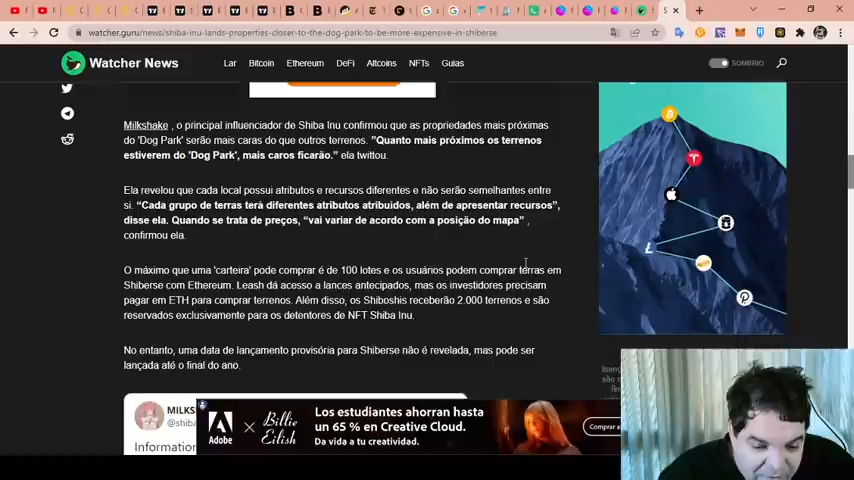 watcher.guru/news/shiba-inu-lands-properties-closer-to-the-dog-park-to-be-more-expensive-in-shiberse
Watcher News
Lar
Bitcoin
Ethereum
DeFi
Altcoins
NFTs
Guias
SOMBRIO
Milkshake , o principal influenciador de Shiba Inu confirmou que as propriedades mais próximas
do 'Dog Park' serão mais caras do que outros terrenos. "Quanto mais próximos os terrenos
estiverem do 'Dog Park', mais caros ficarão." ela twittou.
Ela revelou que cada local possui atributos e recursos diferentes e não serão semelhantes entre
si. "Cada grupo de terras terá diferentes atributos atribuídos, além de apresentar recursos",
disse ela. Quando se trata de preços, "vai variar de acordo com a posição do mapa" ,
confirmou ela.
O máximo que uma 'carteira' pode comprar é de 100 lotes e os usuários podem comprar terras em
Shiberse com Ethereum. Leash dá acesso a lances antecipados, mas os investidores precisam
pagar em ETH para comprar terrenos. Além disso, os Shiboshis receberão 2.000 terrenos e são
reservados exclusivamente para os detentores de NFT Shiba Inu.
No entanto, uma data de lançamento provisória para Shiberse não é revelada, mas pode ser
lançada até o final do ano.
MILKS
@shiba
Information
Adobe
×
Billie
Eilish
Los estudiantes ahorran hasta
un 65 % en Creative Cloud.
Da vida a tu creatividad.
Comprar a